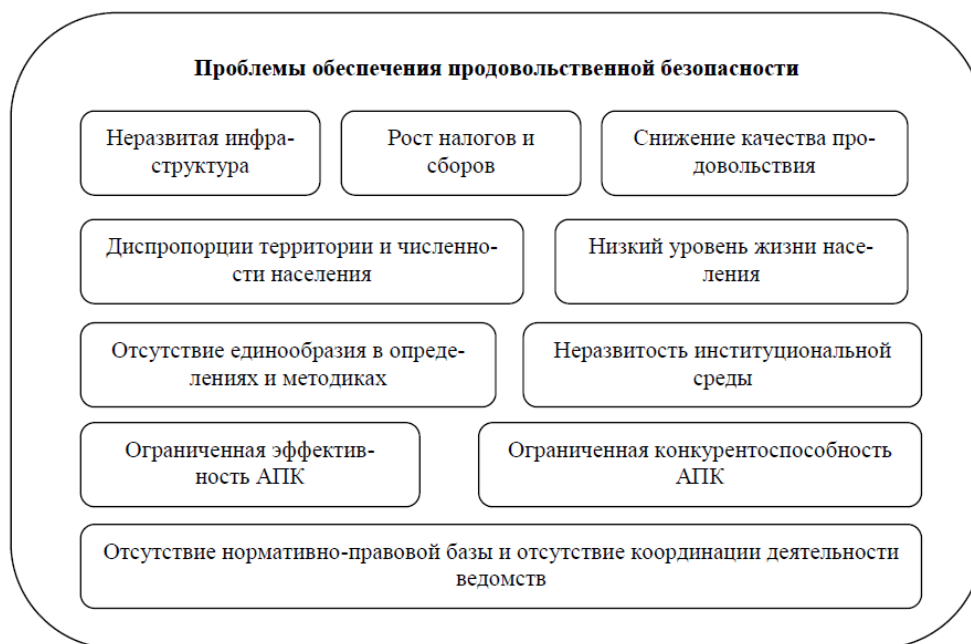 Проблемы обеспечения продовольственной безопасности
Неразвитая инфра-
структура
Рост налогов и
сборов
Снижение качества про-
довольствия
Диспропорции территории и численно-
сти населения
Низкий уровень жизни насе-
ления
Отсутствие единообразия в опреде-
лениях и методиках
Неразвитость институциональной
среды
Ограниченная эффектив-
ность АПК
Ограниченная конкурентоспособность
АПК
Отсутствие нормативно-правовой базы и отсутствие координации деятельности
ведомств